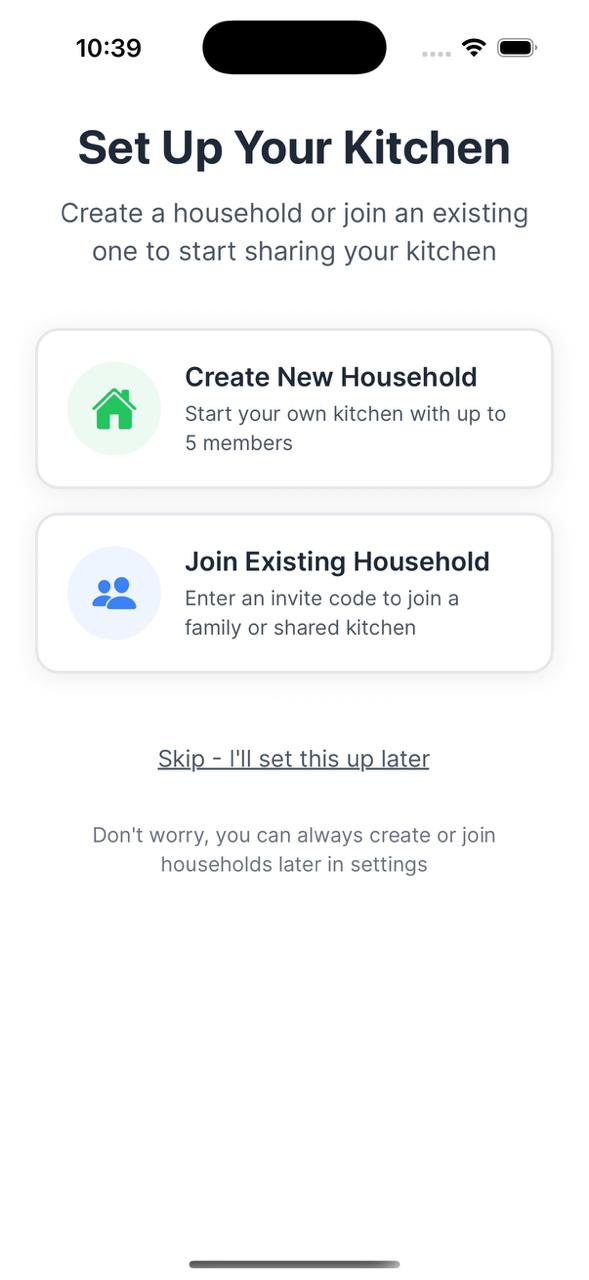 10:39
Set Up Your Kitchen
Create a household or join an existing
one to start sharing your kitchen
Create New Household
Start your own kitchen with up to
5 members
Join Existing Household
Enter an invite code to join a
family or shared kitchen
Skip - I'll set this up later
Don't worry, you can always create or join
households later in settings